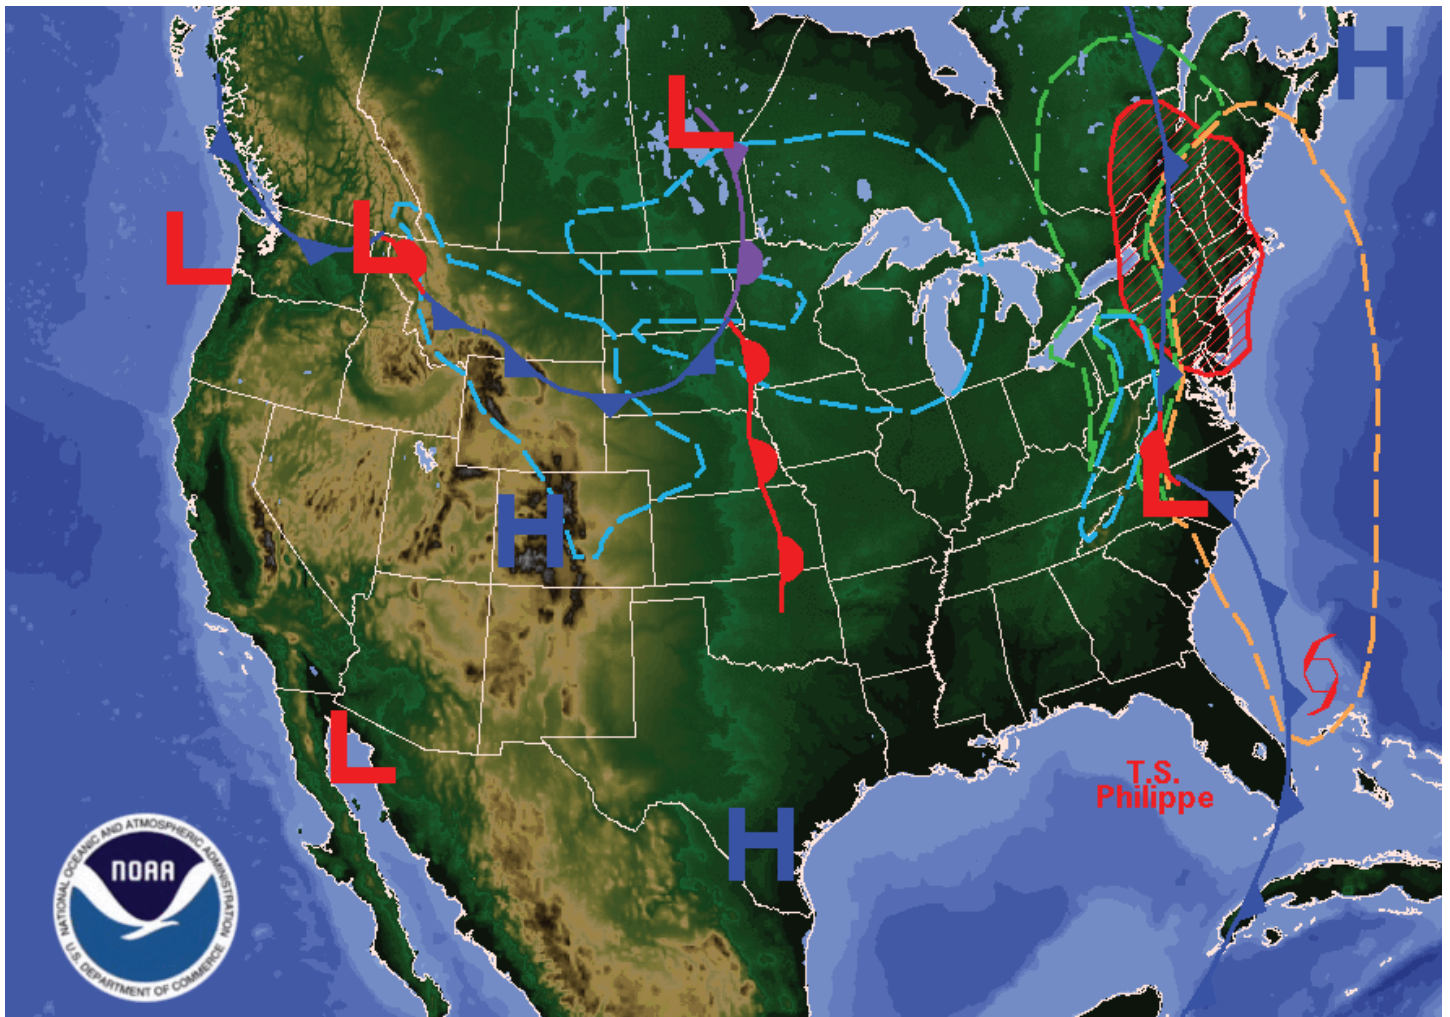 L
H
L
L
H
L
L
T.S.
Philippe
H
NATIONAL OCEANIC AND ATMOSPHERIC ADMINISTRATION
NOAA
U.S. DEPARTMENT OF COMMERCE